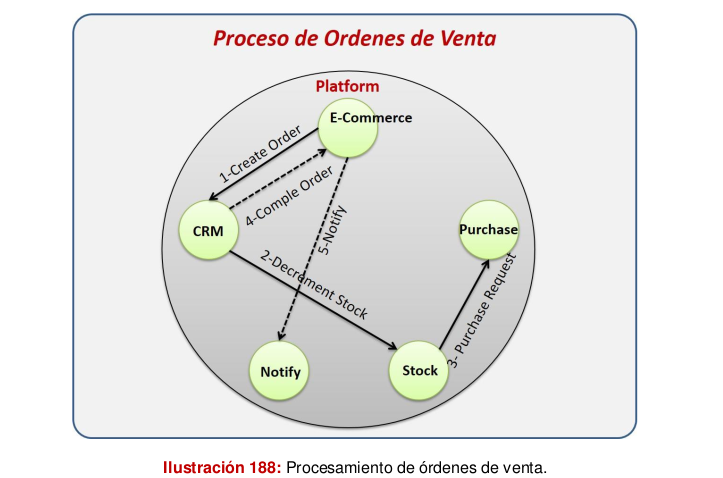 Proceso de Ordenes de Venta
Platform
E-Commerce
1-Create Order
4-Comple Order
5-Notify
CRM
Purchase
2-Decrement Stock
3- Purchase Request
Notify
Stock
Ilustración 188: Procesamiento de órdenes de venta.